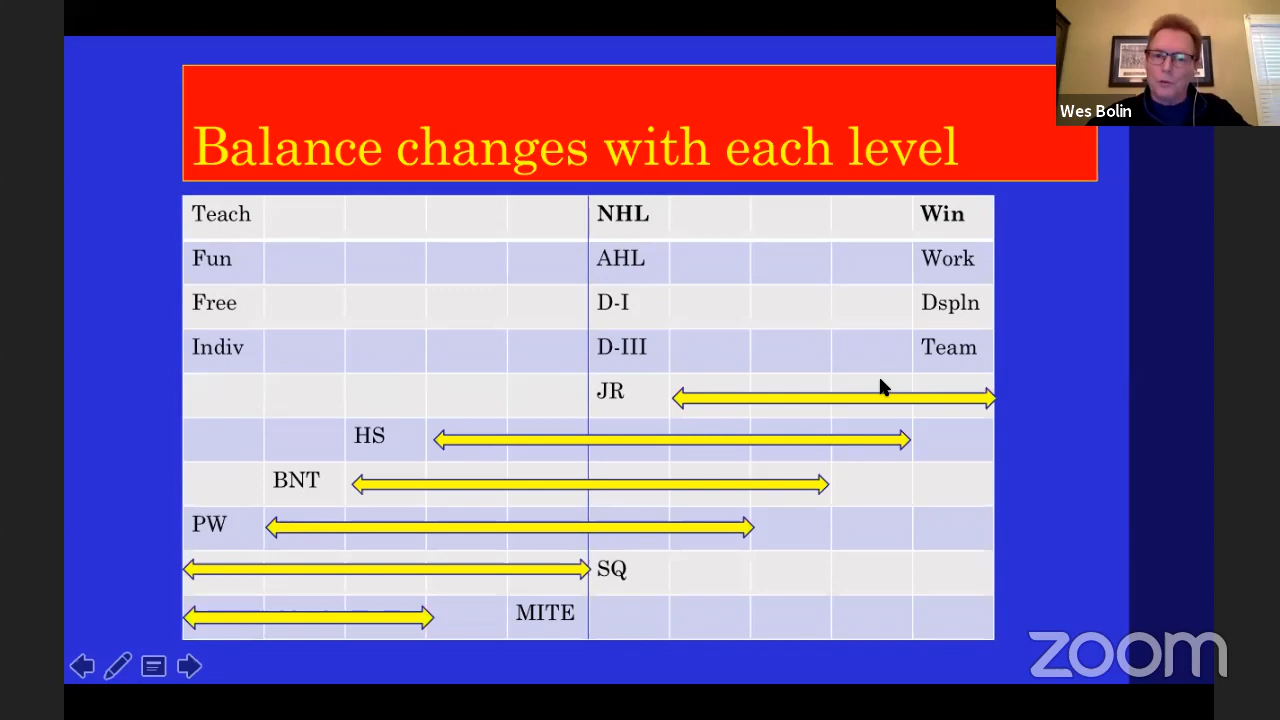 Wes Bolin
Balance changes with each level
Teach NHL Win
Fun AHL Work
Free D-I Dspln
Indiv D-III Team
JR
HS
BNT
PW
SQ
MITE
zoom